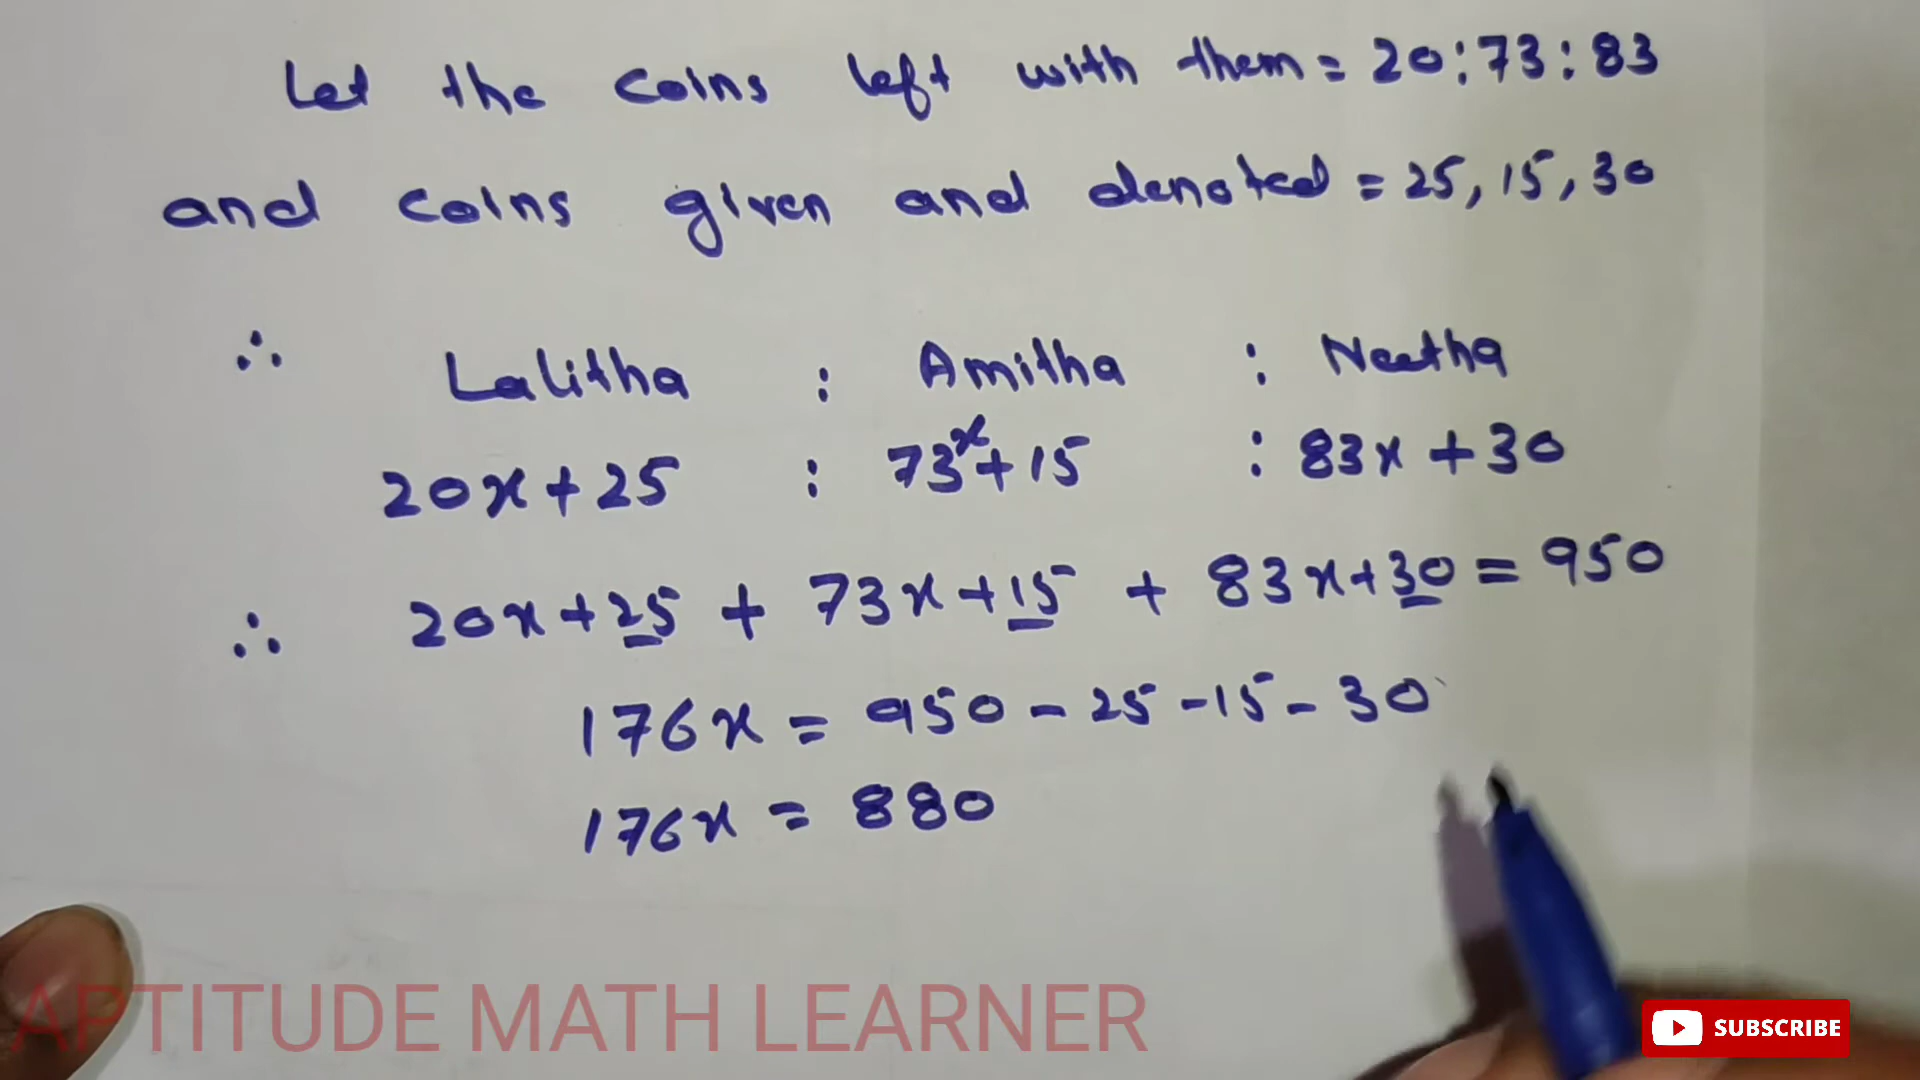 Let the coins left with them = 20:73:83
and coins given and denoted = 25, 15, 30
∴ Lalitha : Amitha : Neetha
20x+25 : 73x+15 : 83x+30
∴ 20x+25 + 73x+15 + 83x+30 = 950
176x = 950 - 25 - 15 - 30
176x = 880
APTITUDE MATH LEARNER
SUBSCRIBE